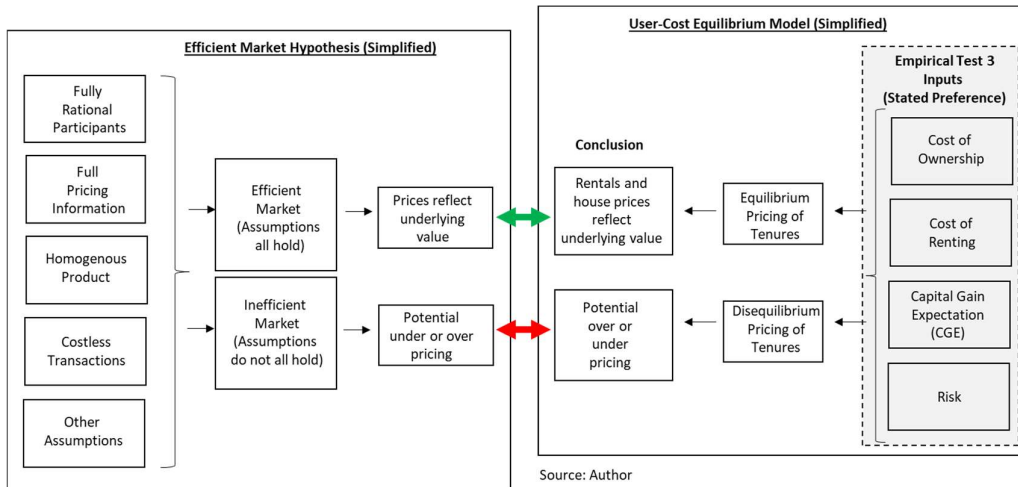 Efficient Market Hypothesis (Simplified)
Fully
Rational
Participants
Full
Pricing
Information
Homogenous
Product
Costless
Transactions
Other
Assumptions
Efficient
Market
(Assumptions
all hold)
Inefficient
Market
(Assumptions
do not all hold)
Prices reflect
underlying
value
Potential
under or over
pricing
User-Cost Equilibrium Model (Simplified)
Conclusion
Rentals and
house prices
reflect
underlying value
Potential
over or
under
pricing
Equilibrium
Pricing of
Tenures
Disequilibrium
Pricing of
Tenures
Empirical Test 3
Inputs
(Stated Preference)
Cost of
Ownership
Cost of
Renting
Capital Gain
Expectation
(CGE)
Risk
Source: Author